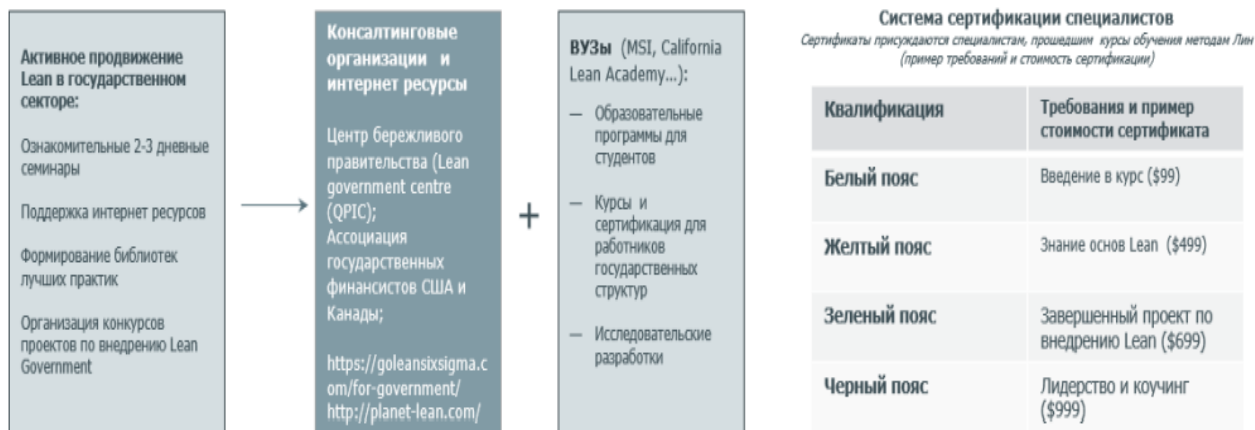 Активное продвижение
Lean в государственном
секторе:
Ознакомительные 2-3 дневные
семинары
Поддержка интернет ресурсов
Формирование библиотек
лучших практик
Организация конкурсов
проектов по внедрению Lean
Government
Консалтинговые
организации и
интернет ресурсы
Центр бережливого
правительства (Lean
government centre
(QPIC);
Ассоциация
государственных
финансистов США и
Канады;
https://goleansixsigma.c
om/for-government/
http://planet-lean.com/
+
ВУЗы (MSI, California
Lean Academy...):
— Образовательные
программы для
студентов
— Курсы и
сертификация для
работников
государственных
структур
— Исследовательские
разработки
Система сертификации специалистов
Сертификаты присуждаются специалистам, прошедшим курсы обучения методам Лин
(пример требований и стоимость сертификации)
Квалификация
Требования и пример
стоимости сертификата
Белый пояс
Введение в курс ($99)
Желтый пояс
Знание основ Lean ($499)
Зеленый пояс
Завершенный проект по
внедрению Lean ($699)
Черный пояс
Лидерство и коучинг
($999)